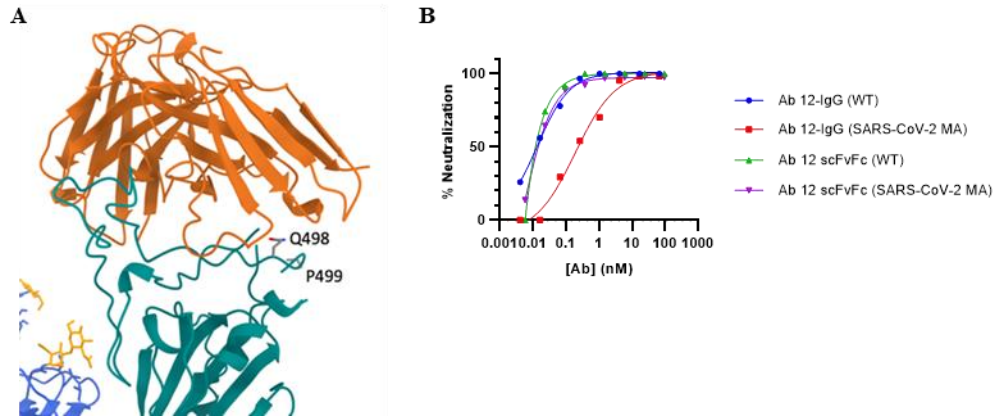 A
Q498
P499
B
% Neutralization
100
50
0
0.001 0.01 0.1 1 10 100 1000
[Ab] (nM)
Ab 12-IgG (WT)
Ab 12-IgG (SARS-CoV-2 MA)
Ab 12 scFvFc (WT)
Ab 12 scFvFc (SARS-CoV-2 MA)